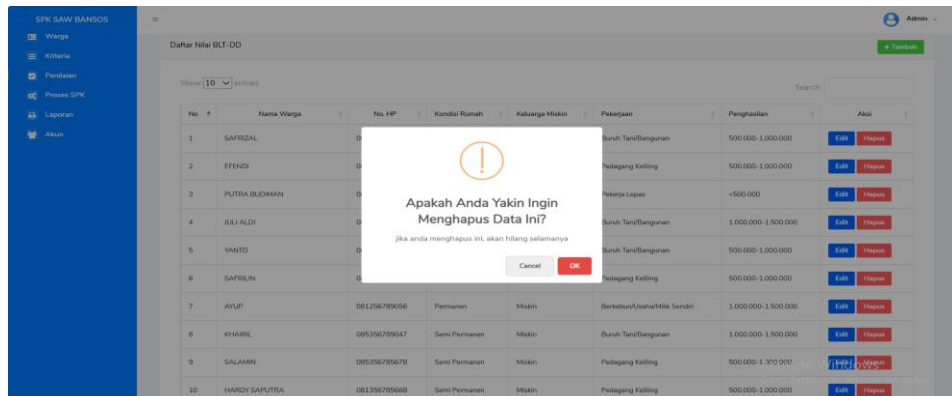 SPK SAW BANSOS
Admin
Warga
Kriteria
Penilaian
Proses SPK
Laporan
Akun
Daftar Nilai BLT-DD
+ Tambah
Show 10 entries
Search:
No Nama Warga No. HP Kondisi Rumah Keluarga Miskin Pekerjaan Penghasilan Aksi
1 SAFRIZAL 0 Buruh Tani/Bangunan 500.000-1.000.000 Edit Hapus
2 EFENDI 0 Pedagang Keliling 500.000-1.000.000 Edit Hapus
3 PUTRA BUDIMAN 0 Pekerja Lepas <500.000 Edit Hapus
4 JULI ALDI 0 Buruh Tani/Bangunan 1.000.000-1.500.000 Edit Hapus
5 YANTO 0 Buruh Tani/Bangunan 500.000-1.000.000 Edit Hapus
6 SAFRILIN 0 Pedagang Keliling 500.000-1.000.000 Edit Hapus
Apakah Anda Yakin Ingin
Menghapus Data Ini?
jika anda menghapus ini, akan hilang selamanya
Cancel OK
7 AYUP 081256789056 Permanen Miskin Berkebun/Usaha/Milik Sendiri 1.000.000-1.500.000 Edit Hapus
8 KHAIRIL 085356789047 Semi Permanen Miskin Buruh Tani/Bangunan 1.000.000-1.500.000 Edit Hapus
9 SALAMIN 085356785678 Semi Permanen Miskin Pedagang Keliling Edit Hapus
10 HARDY SAPUTRA 081356785668 Semi Permanen Miskin Pedagang Keliling 500.000-1.000.000 Edit Hapus